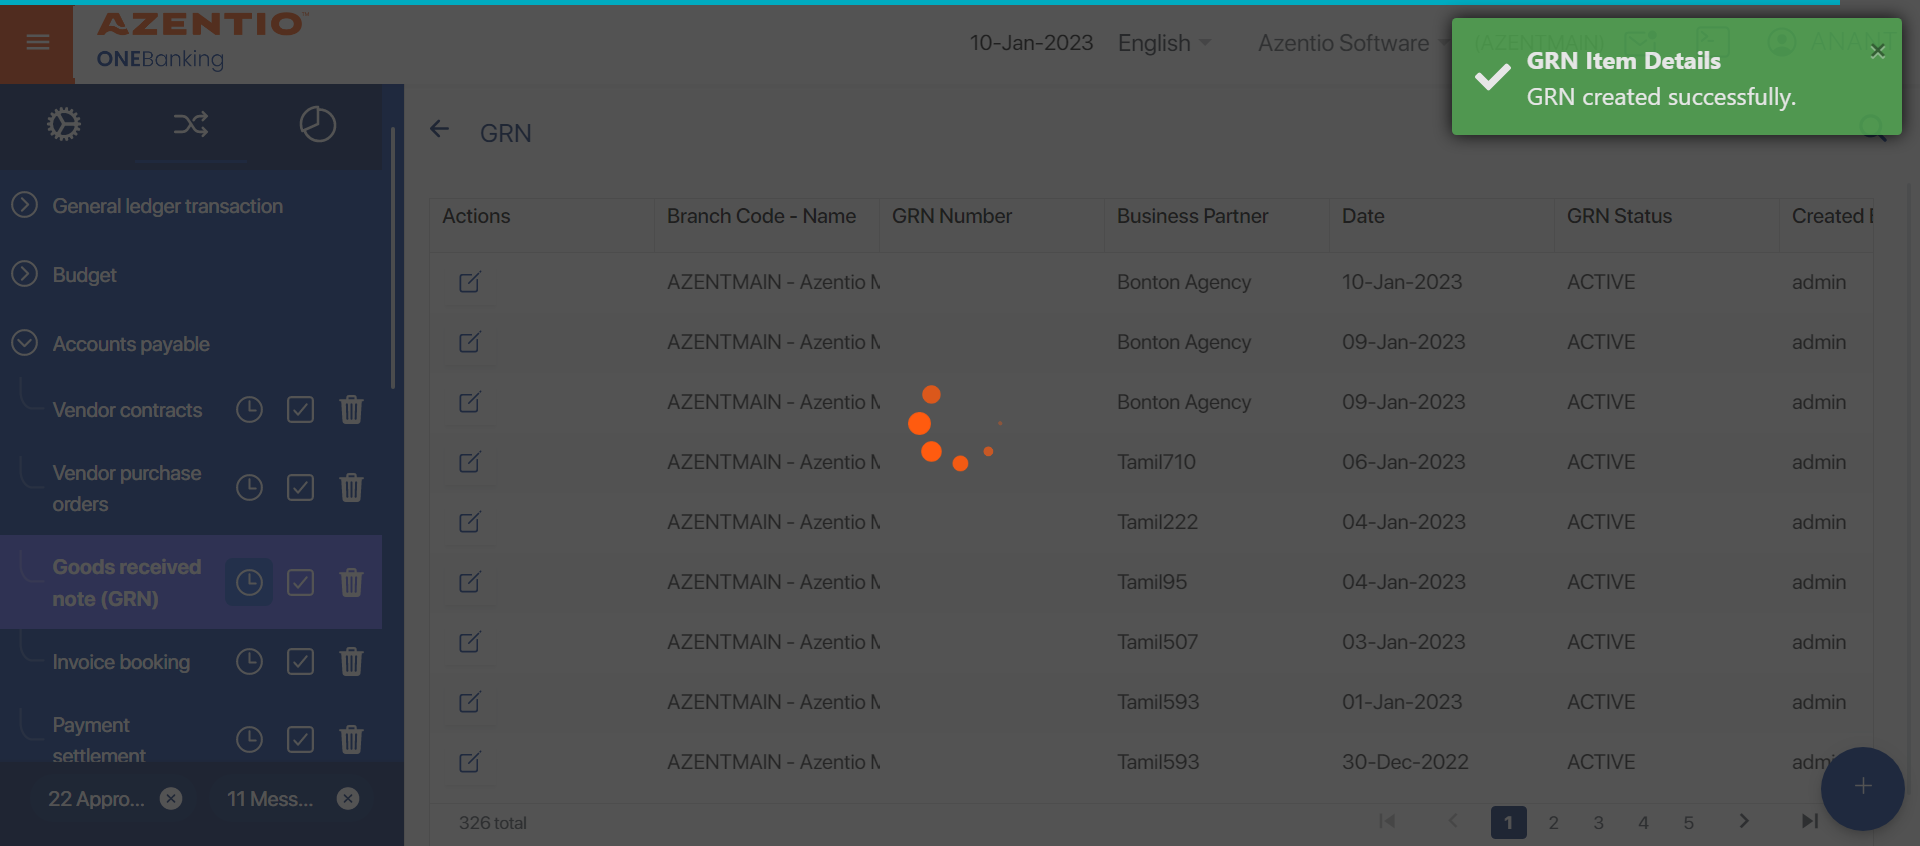 AZENTIO
ONEBanking
10-Jan-2023
English
Azentio Software
(AZENTMAIN)
GRN Item Details
GRN created successfully.
GRN
General ledger transaction
Budget
Accounts payable
Vendor contracts
Vendor purchase
orders
Goods received
note (GRN)
Invoice booking
Payment
settlement
22 Appro...
11 Mess...
Actions Branch Code - Name GRN Number Business Partner Date GRN Status Created
AZENTMAIN - Azentio Bonton Agency 10-Jan-2023 ACTIVE admin
AZENTMAIN - Azentio Bonton Agency 09-Jan-2023 ACTIVE admin
AZENTMAIN - Azentio Bonton Agency 09-Jan-2023 ACTIVE admin
AZENTMAIN - Azentio Tamil710 06-Jan-2023 ACTIVE admin
AZENTMAIN - Azentio Tamil222 04-Jan-2023 ACTIVE admin
AZENTMAIN - Azentio Tamil95 04-Jan-2023 ACTIVE admin
AZENTMAIN - Azentio Tamil507 03-Jan-2023 ACTIVE admin
AZENTMAIN - Azentio Tamil593 01-Jan-2023 ACTIVE admin
AZENTMAIN - Azentio Tamil593 30-Dec-2022 ACTIVE
326 total
1 2 3 4 5